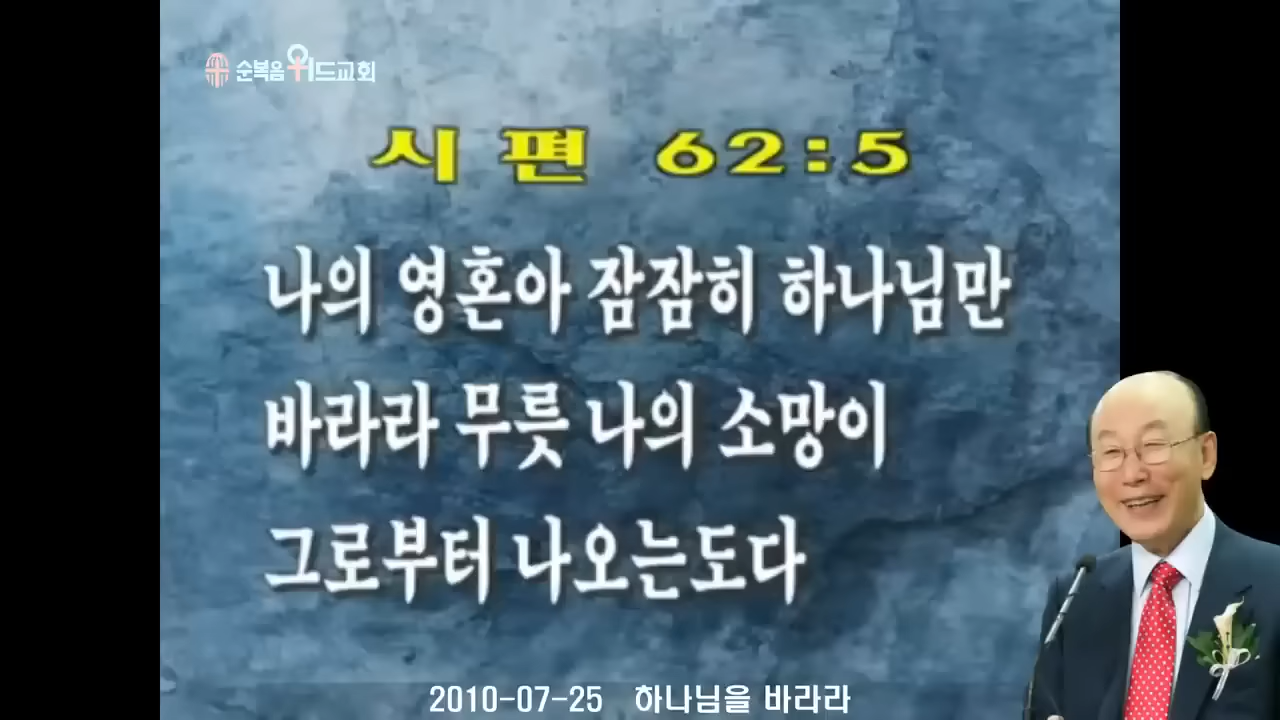 순복음위드교회
시편 62:5
나의 영혼아 잠잠히 하나님만
바라라 무릇 나의 소망이
그로부터 나오는도다
2010-07-25 하나님을 바라라